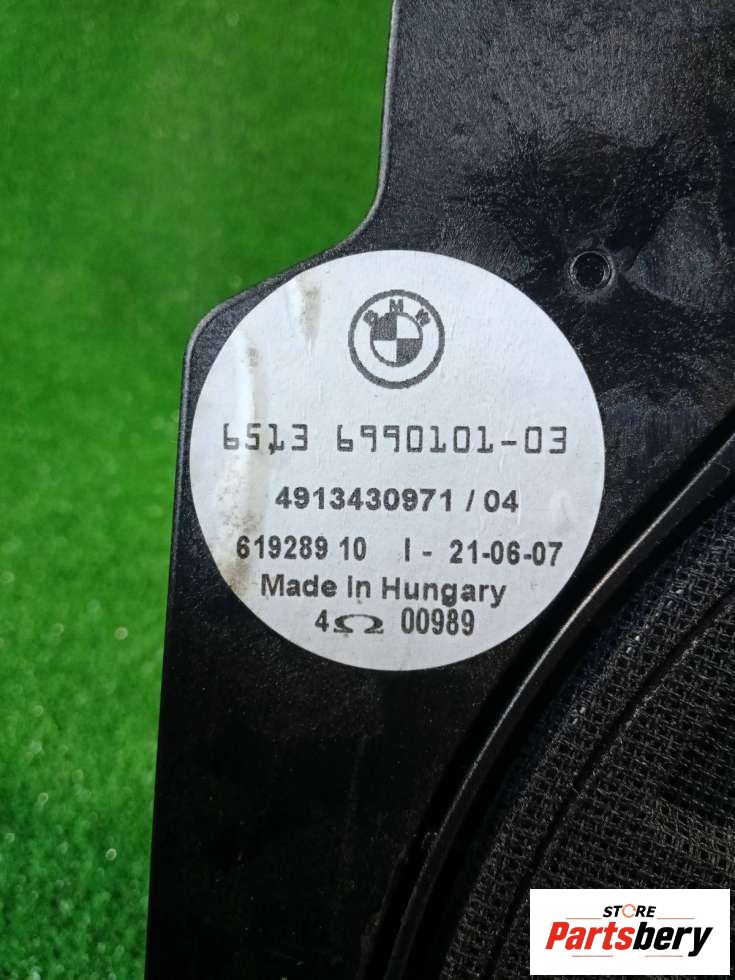 BMW
6513 6990101-03
4913430971 / 04
619289 10 I - 21-06-07
Made in Hungary
4Ω 00989
STORE
Partsbery